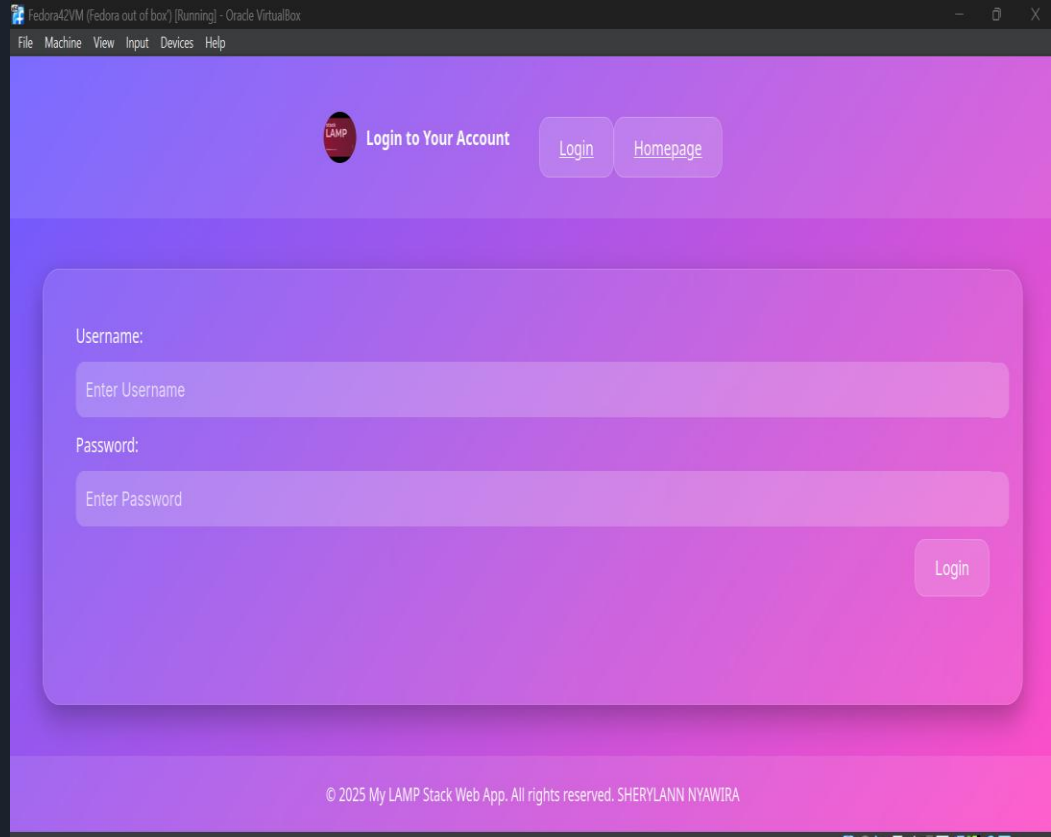 Fedora42VM (Fedora out of box') [Running] - Oracle VirtualBox
File Machine View Input Devices Help
LAMP
Login to Your Account
Login
Homepage
Username:
Enter Username
Password:
Enter Password
Login
© 2025 My LAMP Stack Web App. All rights reserved. SHERYLANN NYAWIRA